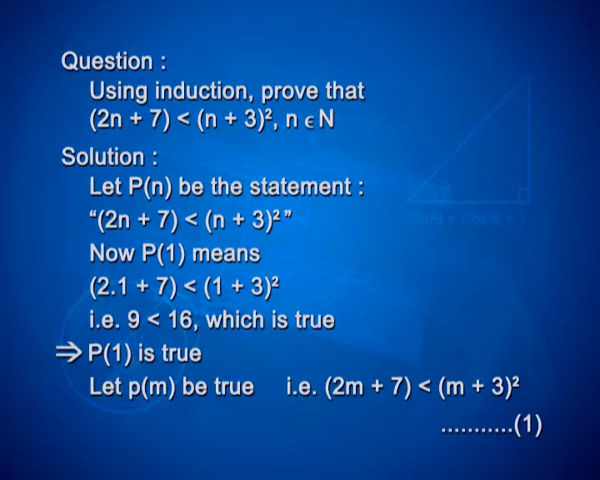 Question :
Using induction, prove that
(2n + 7) < (n + 3)², n ϵ N
Solution :
Let P(n) be the statement :
“(2n + 7) < (n + 3)² ”
Now P(1) means
(2.1 + 7) < (1 + 3)²
i.e. 9 < 16, which is true
⇒ P(1) is true
Let p(m) be true i.e. (2m + 7) < (m + 3)²
...........(1)